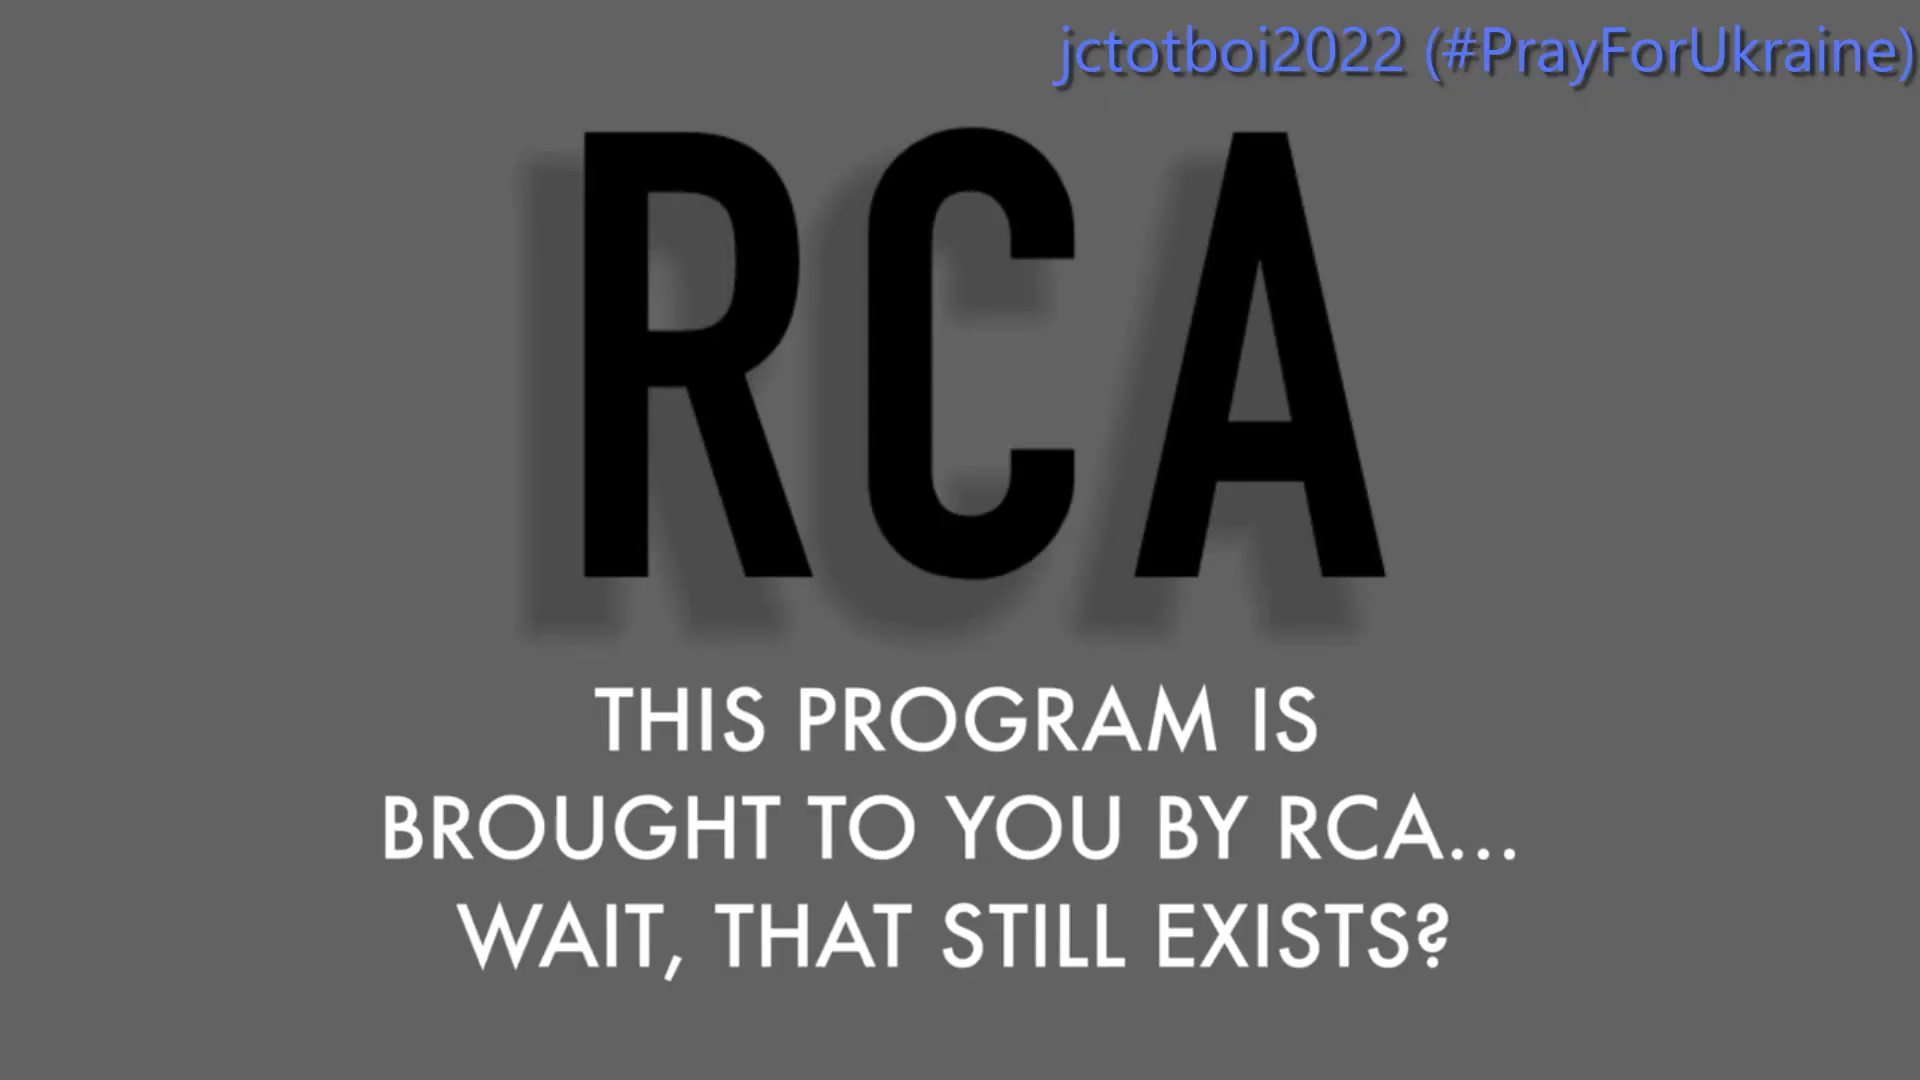 jctotboi2022 (#PrayForUkraine)
RCA
THIS PROGRAM IS
BROUGHT TO YOU BY RCA...
WAIT, THAT STILL EXISTS?